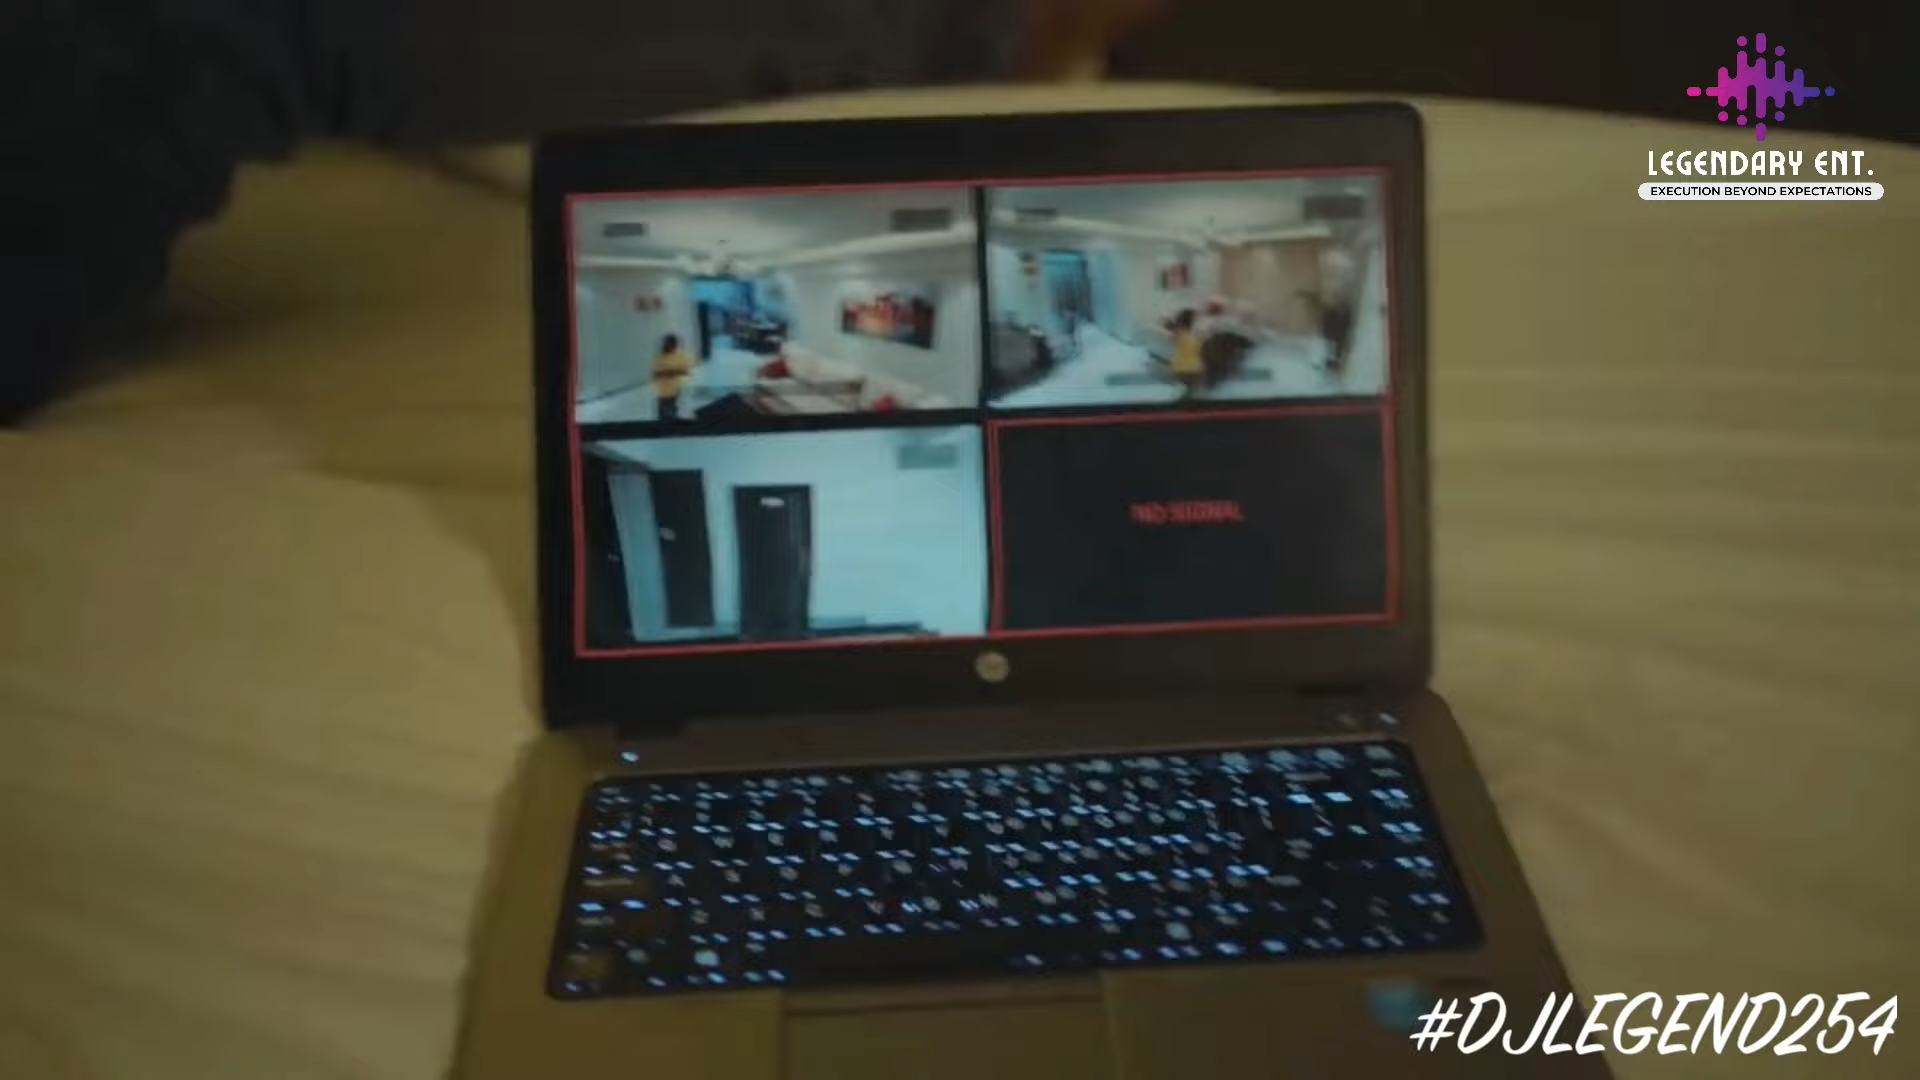 LEGENDARY ENT.
EXECUTION BEYOND EXPECTATIONS
NO SIGNAL
#DJLEGEND254